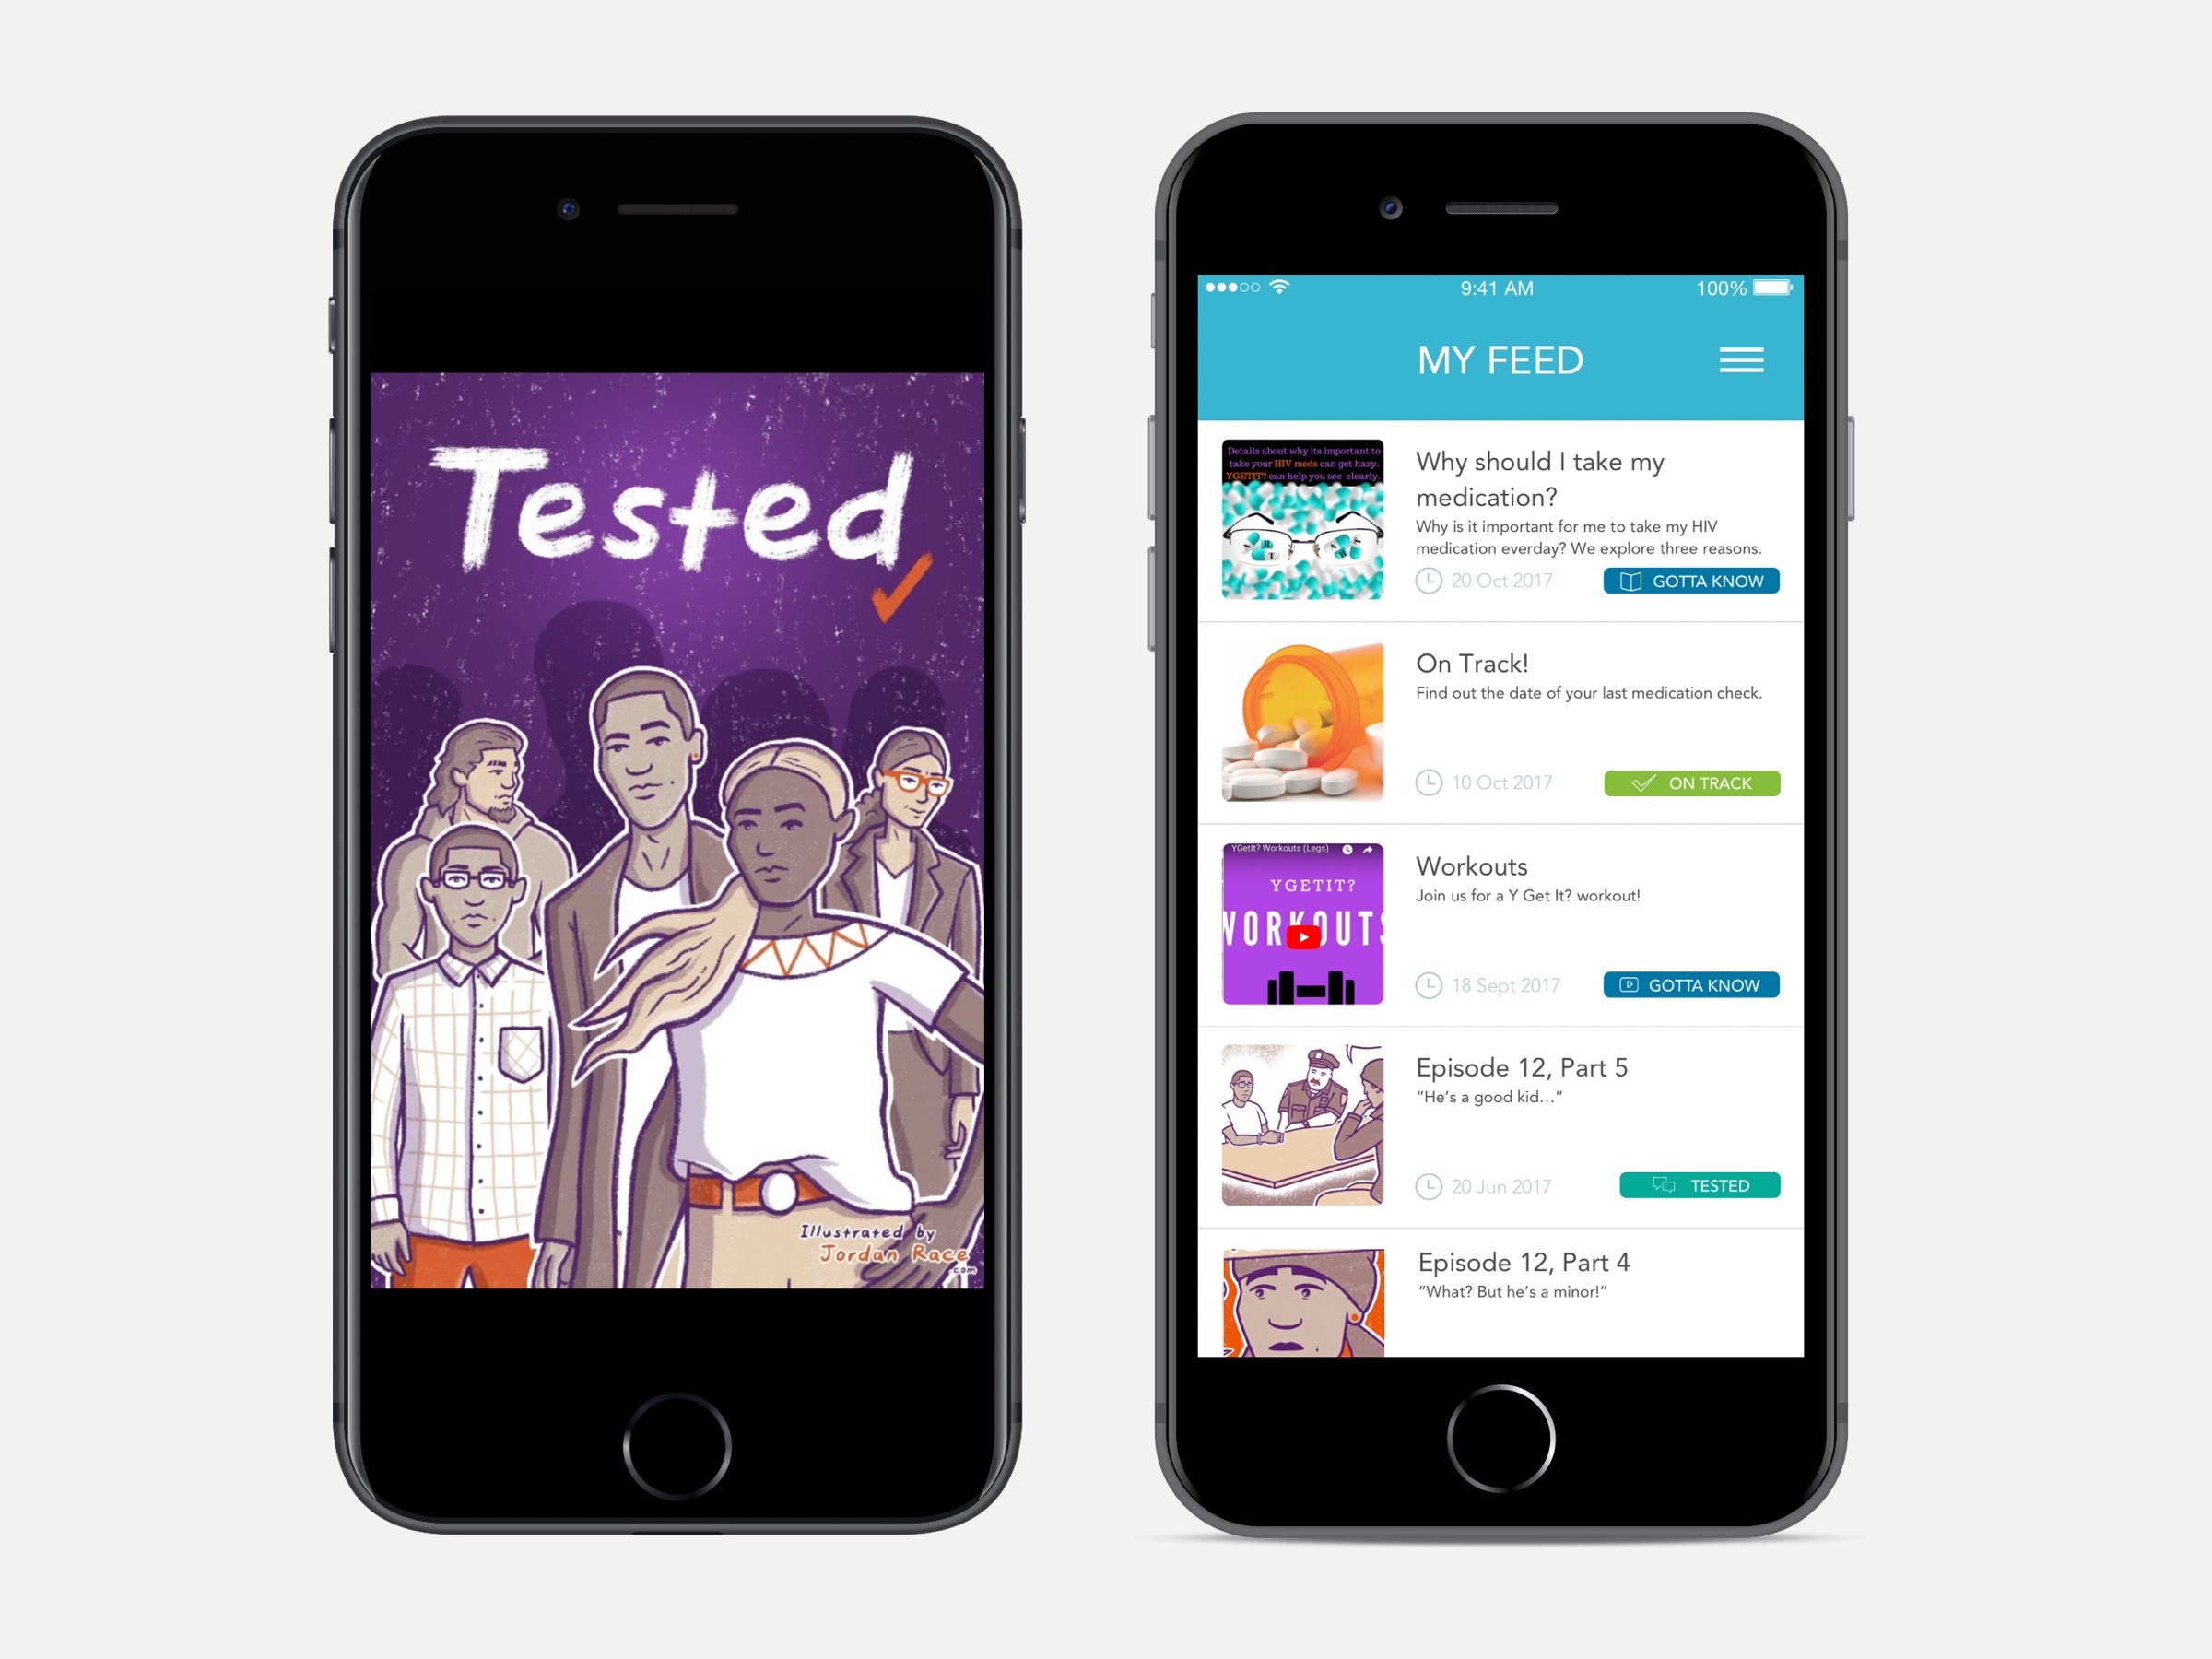 Tested
Illustrated by
Jordan Race
.com
9:41 AM
100%
MY FEED
Details about why its important to
take your HIV meds can get hazy.
YGETIT? can help you see clearly.
Why should I take my
medication?
Why is it important for me to take my HIV
medication everday? We explore three reasons.
20 Oct 2017
GOTTA KNOW
On Track!
Find out the date of your last medication check.
10 Oct 2017
ON TRACK
YGetIt? Workouts (Legs)
YGETIT?
WORKOUTS
Workouts
Join us for a Y Get It? workout!
18 Sept 2017
GOTTA KNOW
Episode 12, Part 5
“He’s a good kid...”
20 Jun 2017
TESTED
Episode 12, Part 4
“What? But he’s a minor!”